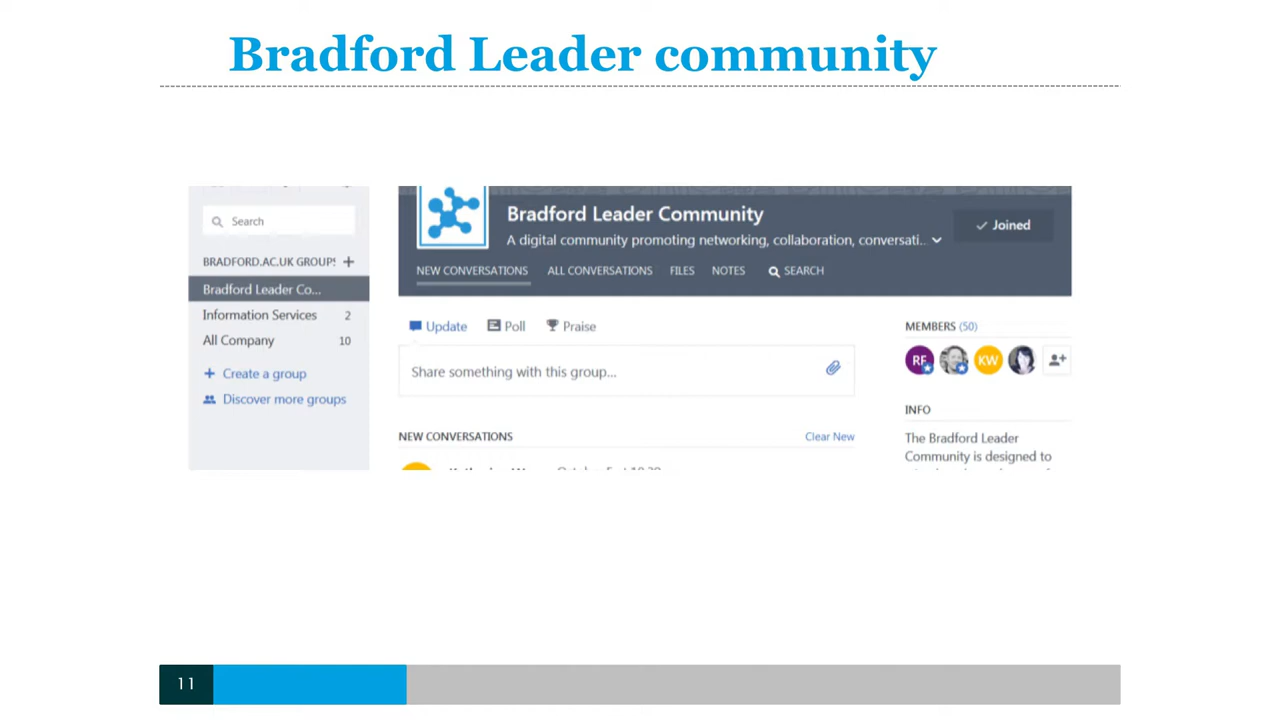 Bradford Leader community
Search
BRADFORD.AC.UK GROUPS +
Bradford Leader Co...
Information Services 2
All Company 10
+ Create a group
Discover more groups
Bradford Leader Community
A digital community promoting networking, collaboration, conversati..
Joined
NEW CONVERSATIONS ALL CONVERSATIONS FILES NOTES SEARCH
Update Poll Praise
Share something with this group...
NEW CONVERSATIONS Clear New
MEMBERS (50)
RF KW
INFO
The Bradford Leader
Community is designed to
11